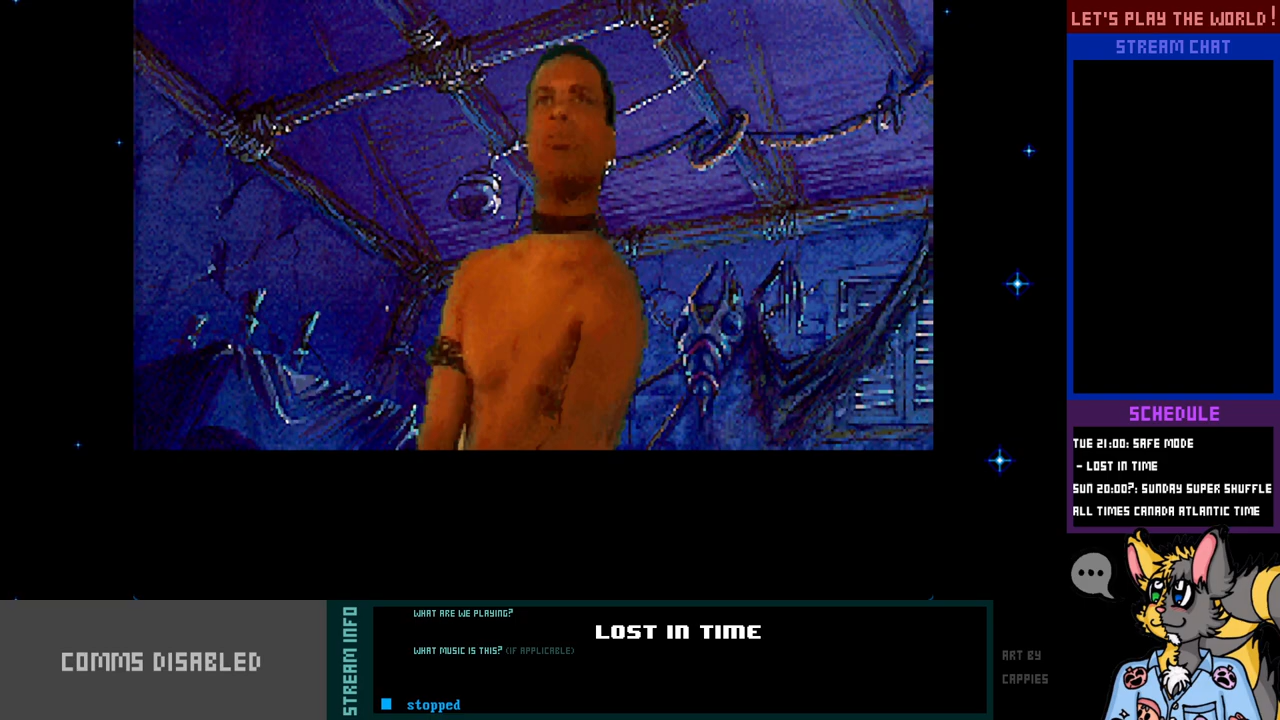 LET'S PLAY THE WORLD!
STREAM CHAT
SCHEDULE
TUE 21:00: SAFE MODE
- LOST IN TIME
SUN 20:00?: SUNDAY SUPER SHUFFLE
ALL TIMES CANADA ATLANTIC TIME
COMMS DISABLED
STREAM INFO
WHAT ARE WE PLAYING?
LOST IN TIME
WHAT MUSIC IS THIS? (IF APPLICABLE)
stopped
ART BY
CAPPIES